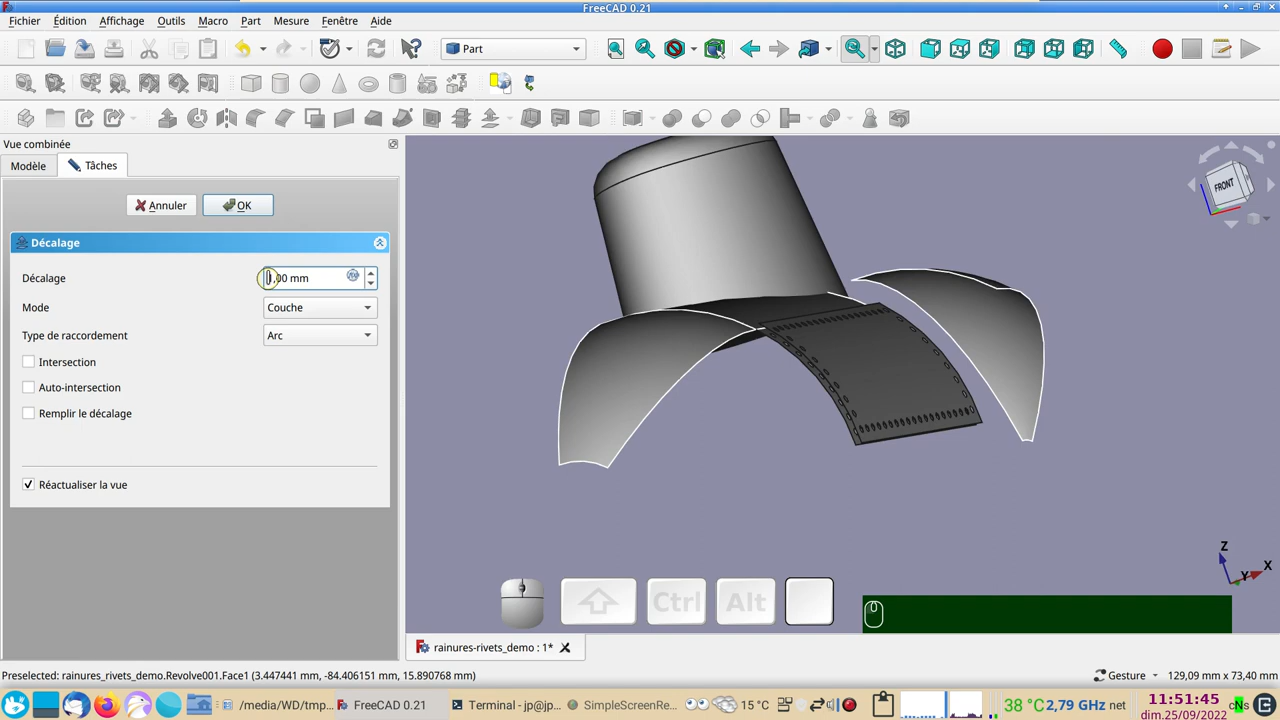 FreeCAD 0.21
Fichier Édition Affichage Outils Macro Part Mesure Fenêtre Aide
Part
Vue combinée
Modèle Tâches
Annuler OK
Décalage
Décalage ,00 mm
Mode Couche
Type de raccordement Arc
Intersection
Auto-intersection
Remplir le décalage
Réactualiser la vue
FRONT
Z
Y X
Ctrl Alt
rainures-rivets_demo : 1*
Preselected: rainures_rivets_demo.Revolve001.Face1 (3.447441 mm, -84.406151 mm, 15.890768 mm)
Gesture 129,09 mm x 73,40 mm
/media/WD/tmp... FreeCAD 0.21 Terminal - jp@jp... SimpleScreenRe... 15 °C 38 °C 2,79 GHz net
11:51:45
dim.25/09/2022
cNs